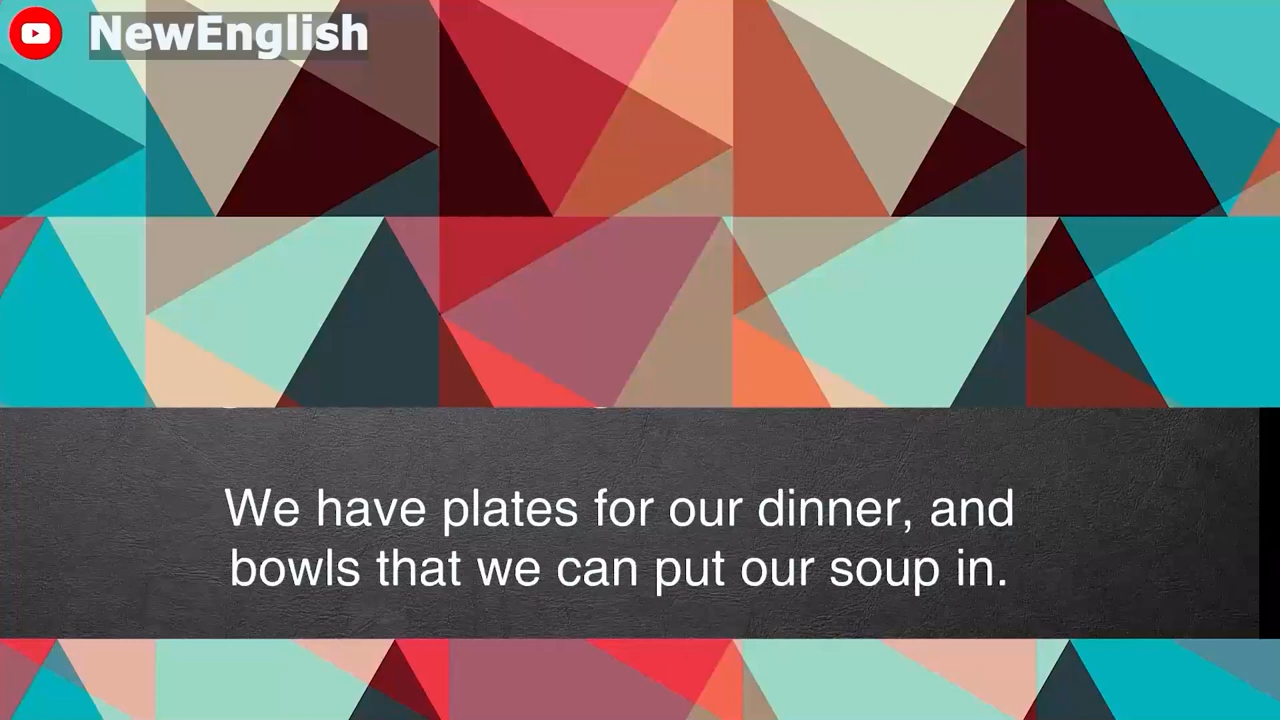 NewEnglish
We have plates for our dinner, and
bowls that we can put our soup in.